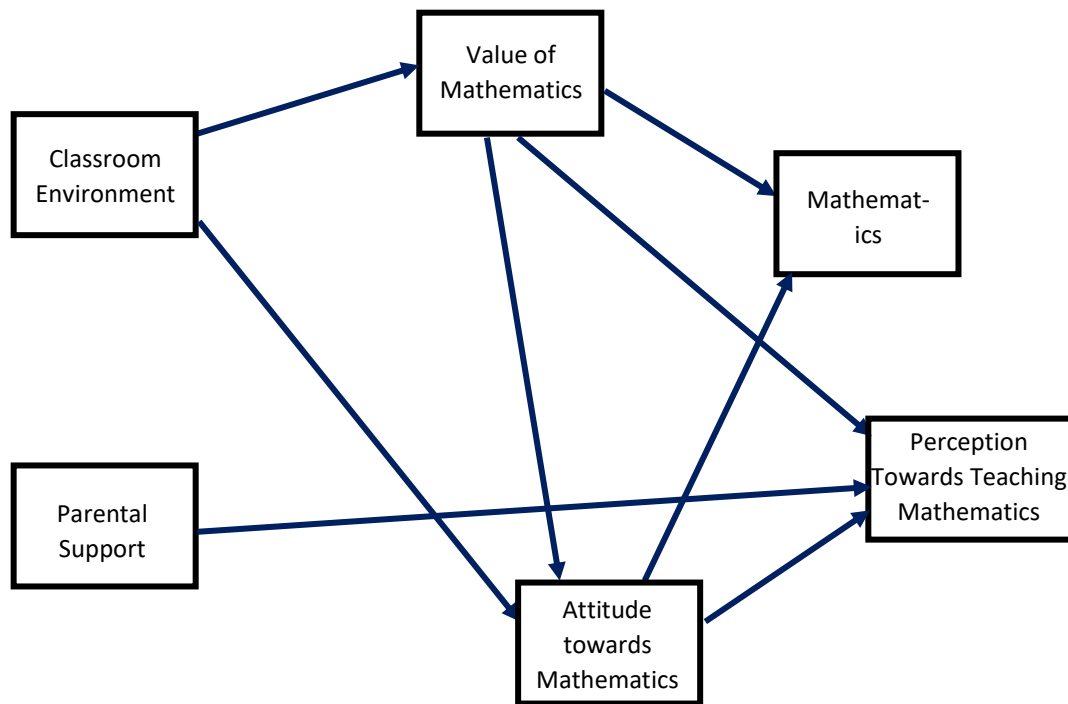 Value of
Mathematics
Classroom
Environment
Mathemat-
ics
Perception
Towards Teaching
Mathematics
Parental
Support
Attitude
towards
Mathematics